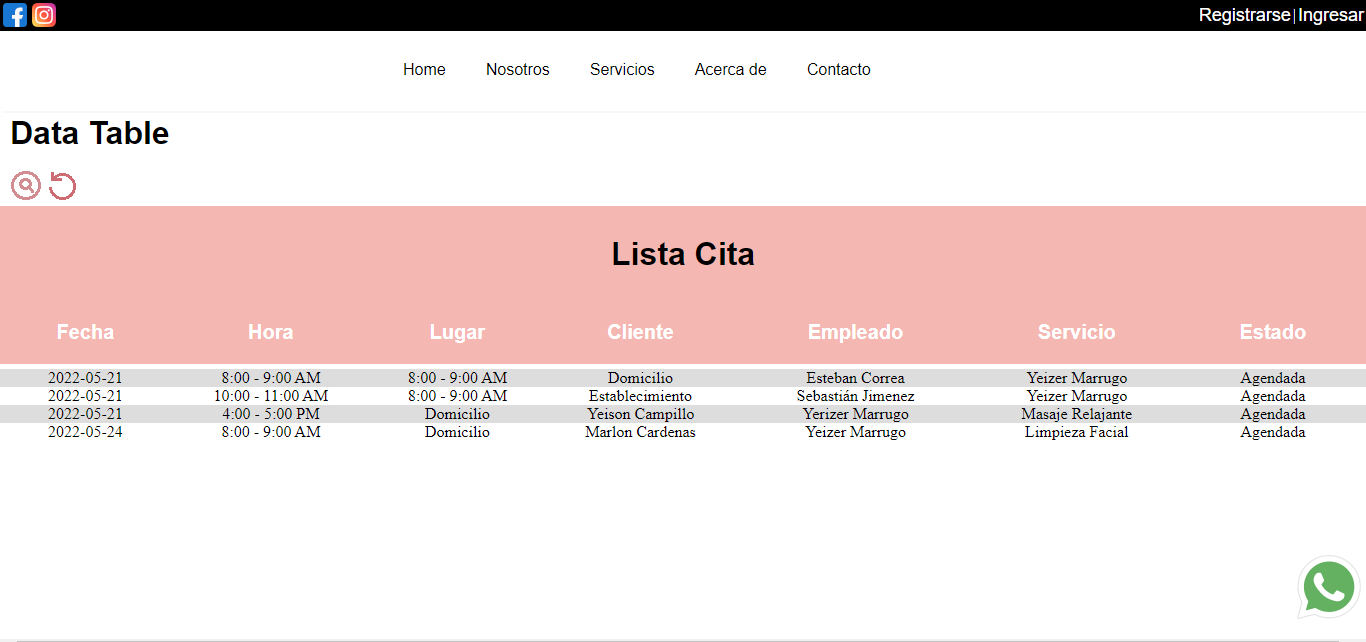 Registrarse|Ingresar
Home Nosotros Servicios Acerca de Contacto
Data Table
Lista Cita
Fecha Hora Lugar Cliente Empleado Servicio Estado
2022-05-21 8:00 - 9:00 AM 8:00 - 9:00 AM Domicilio Esteban Correa Yeizer Marrugo Agendada
2022-05-21 10:00 - 11:00 AM 8:00 - 9:00 AM Establecimiento Sebastián Jimenez Yeizer Marrugo Agendada
2022-05-21 4:00 - 5:00 PM Domicilio Yeison Campillo Yerizer Marrugo Masaje Relajante Agendada
2022-05-24 8:00 - 9:00 AM Domicilio Marlon Cardenas Yeizer Marrugo Limpieza Facial Agendada